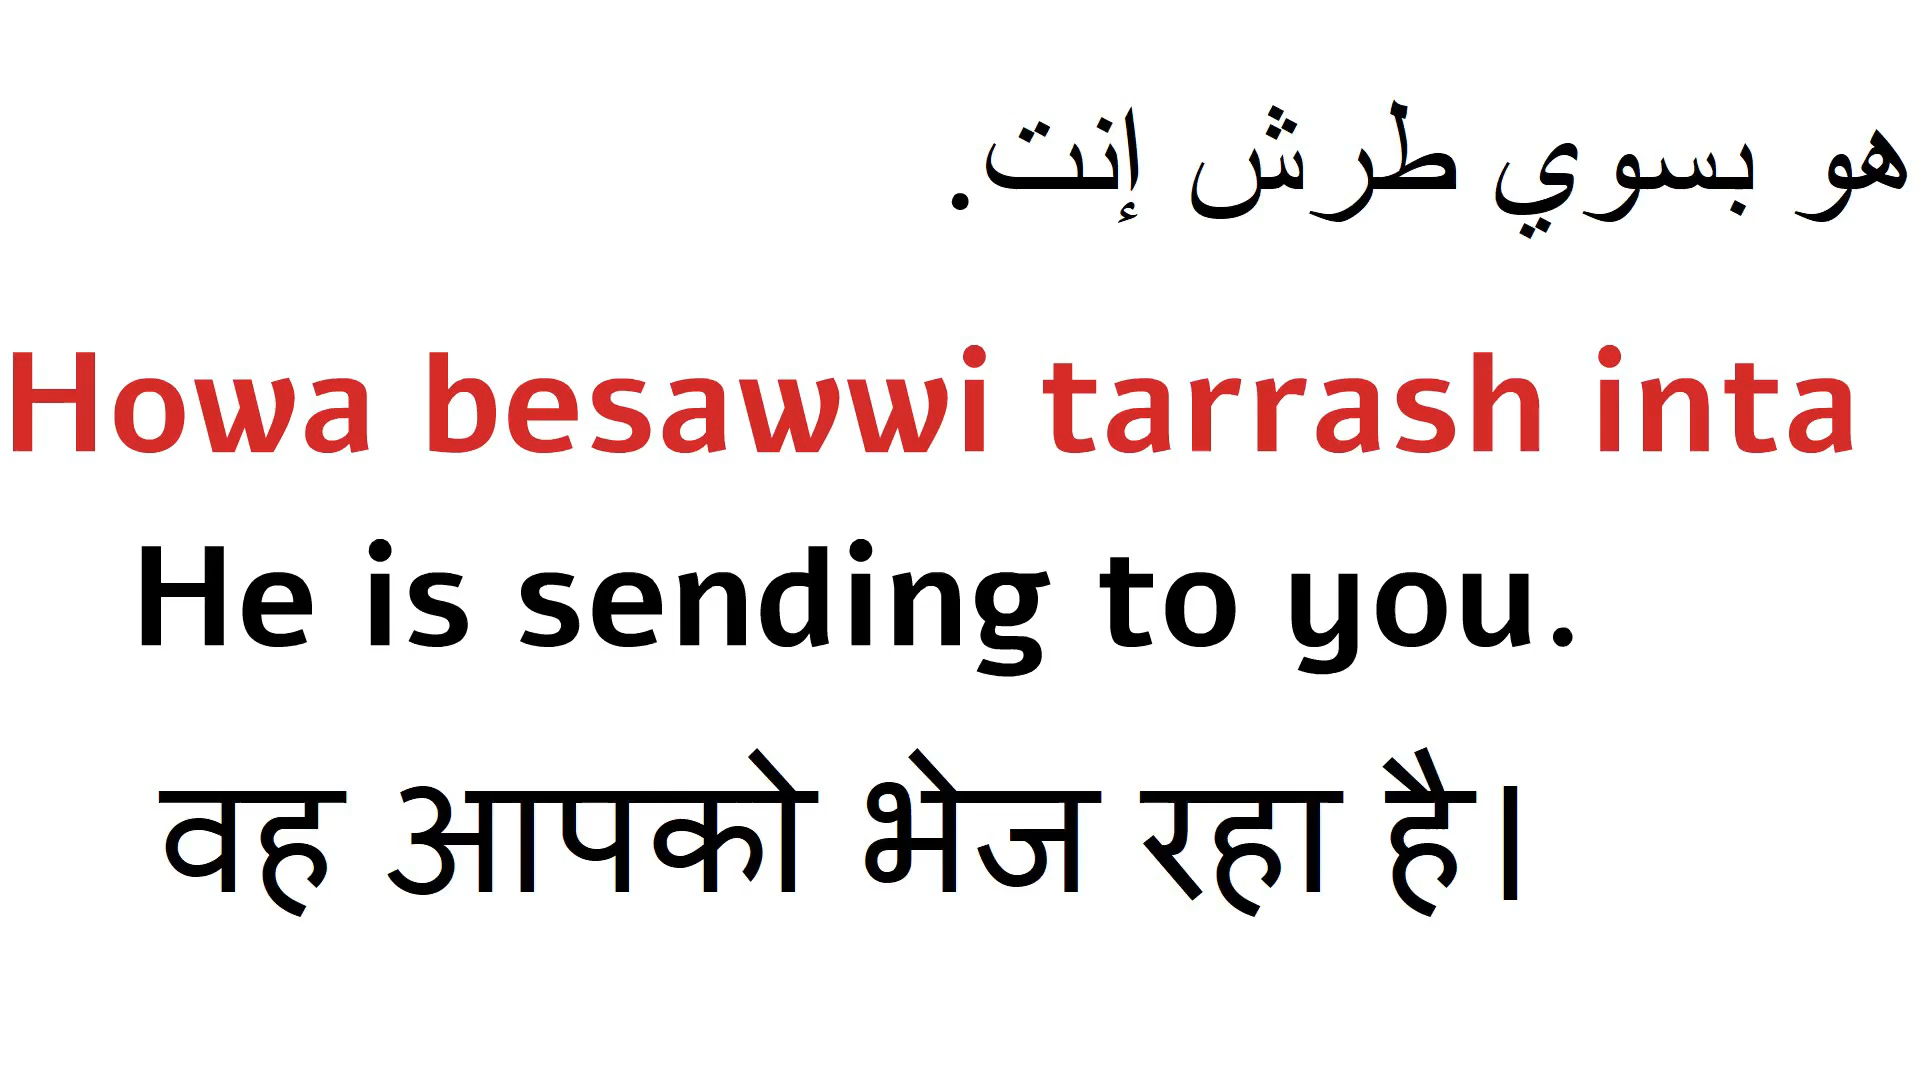 هو بسوي طرش إنت.
Howa besawwi tarrash inta
He is sending to you.
वह आपको भेज रहा है।